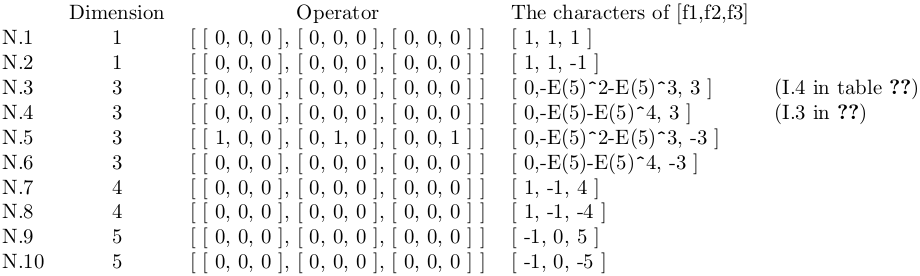 Dimension Operator The characters of [f1,f2,f3]
N.1 1 [ [ 0, 0, 0 ], [ 0, 0, 0 ], [ 0, 0, 0 ] ] [ 1, 1, 1 ]
N.2 1 [ [ 0, 0, 0 ], [ 0, 0, 0 ], [ 0, 0, 0 ] ] [ 1, 1, -1 ]
N.3 3 [ [ 0, 0, 0 ], [ 0, 0, 0 ], [ 0, 0, 0 ] ] [ 0,-E(5)^2-E(5)^3, 3 ] (I.4 in table ??)
N.4 3 [ [ 0, 0, 0 ], [ 0, 0, 0 ], [ 0, 0, 0 ] ] [ 0,-E(5)-E(5)^4, 3 ] (I.3 in ??)
N.5 3 [ [ 1, 0, 0 ], [ 0, 1, 0 ], [ 0, 0, 1 ] ] [ 0,-E(5)^2-E(5)^3, -3 ]
N.6 3 [ [ 0, 0, 0 ], [ 0, 0, 0 ], [ 0, 0, 0 ] ] [ 0,-E(5)-E(5)^4, -3 ]
N.7 4 [ [ 0, 0, 0 ], [ 0, 0, 0 ], [ 0, 0, 0 ] ] [ 1, -1, 4 ]
N.8 4 [ [ 0, 0, 0 ], [ 0, 0, 0 ], [ 0, 0, 0 ] ] [ 1, -1, -4 ]
N.9 5 [ [ 0, 0, 0 ], [ 0, 0, 0 ], [ 0, 0, 0 ] ] [ -1, 0, 5 ]
N.10 5 [ [ 0, 0, 0 ], [ 0, 0, 0 ], [ 0, 0, 0 ] ] [ -1, 0, -5 ]